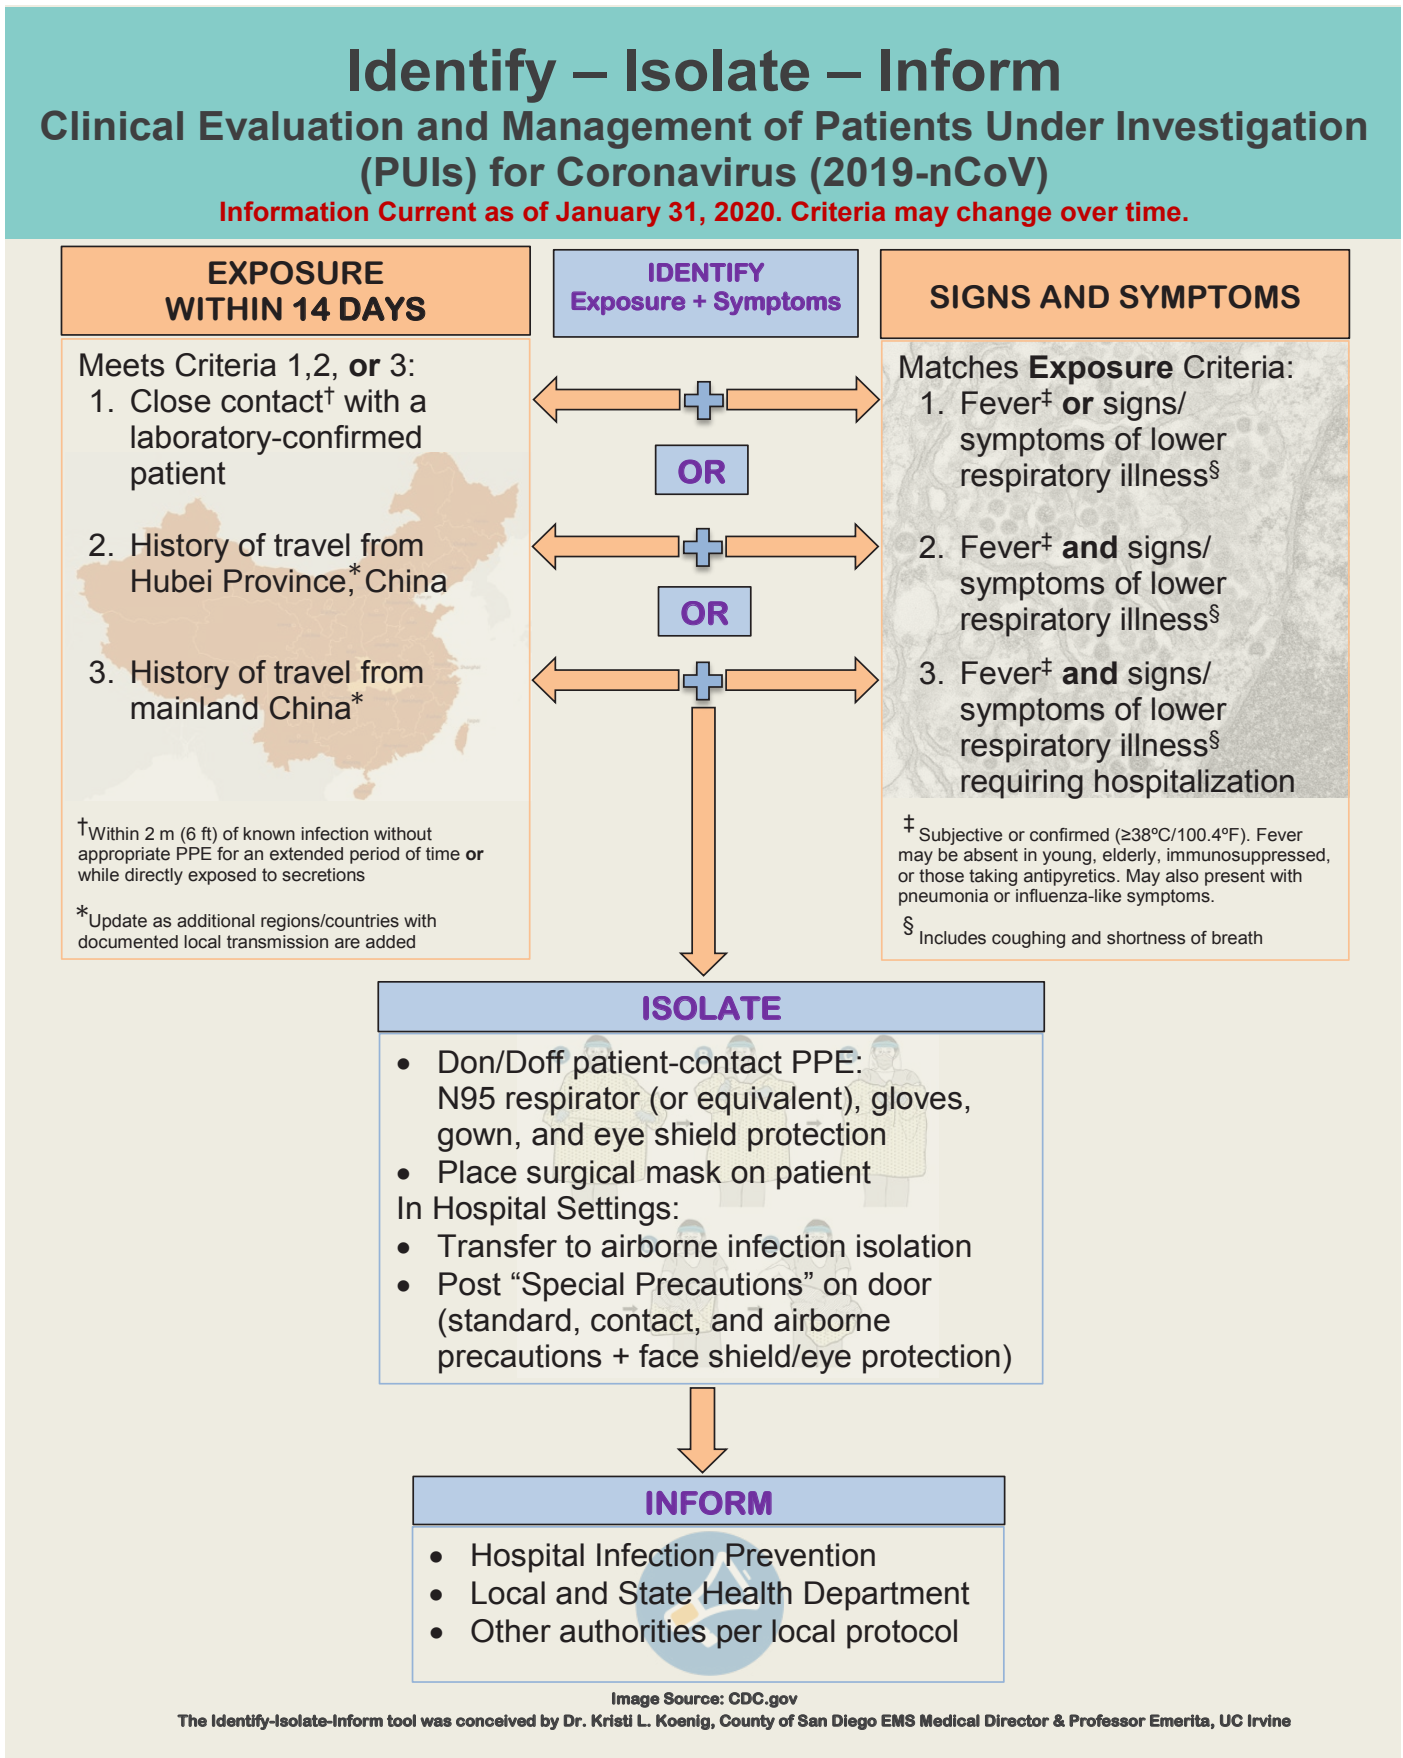 Identify – Isolate – Inform
Clinical Evaluation and Management of Patients Under Investigation
(PUIs) for Coronavirus (2019-nCoV)
Information Current as of January 31, 2020. Criteria may change over time.
EXPOSURE
WITHIN 14 DAYS
Meets Criteria 1,2, or 3:
1. Close contact† with a
laboratory-confirmed
patient
2. History of travel from
Hubei Province,* China
3. History of travel from
mainland China*
†Within 2 m (6 ft) of known infection without
appropriate PPE for an extended period of time or
while directly exposed to secretions
*Update as additional regions/countries with
documented local transmission are added
IDENTIFY
Exposure + Symptoms
OR
OR
SIGNS AND SYMPTOMS
Matches Exposure Criteria:
1. Fever‡ or signs/
symptoms of lower
respiratory illness§
2. Fever‡ and signs/
symptoms of lower
respiratory illness§
3. Fever‡ and signs/
symptoms of lower
respiratory illness§
requiring hospitalization
‡ Subjective or confirmed (≥38ºC/100.4ºF). Fever
may be absent in young, elderly, immunosuppressed,
or those taking antipyretics. May also present with
pneumonia or influenza-like symptoms.
§ Includes coughing and shortness of breath
ISOLATE
• Don/Doff patient-contact PPE:
N95 respirator (or equivalent), gloves,
gown, and eye shield protection
• Place surgical mask on patient
In Hospital Settings:
• Transfer to airborne infection isolation
• Post “Special Precautions” on door
(standard, contact, and airborne
precautions + face shield/eye protection)
INFORM
• Hospital Infection Prevention
• Local and State Health Department
• Other authorities per local protocol
Image Source: CDC.gov
The Identify-Isolate-Inform tool was conceived by Dr. Kristi L. Koenig, County of San Diego EMS Medical Director & Professor Emerita, UC Irvine